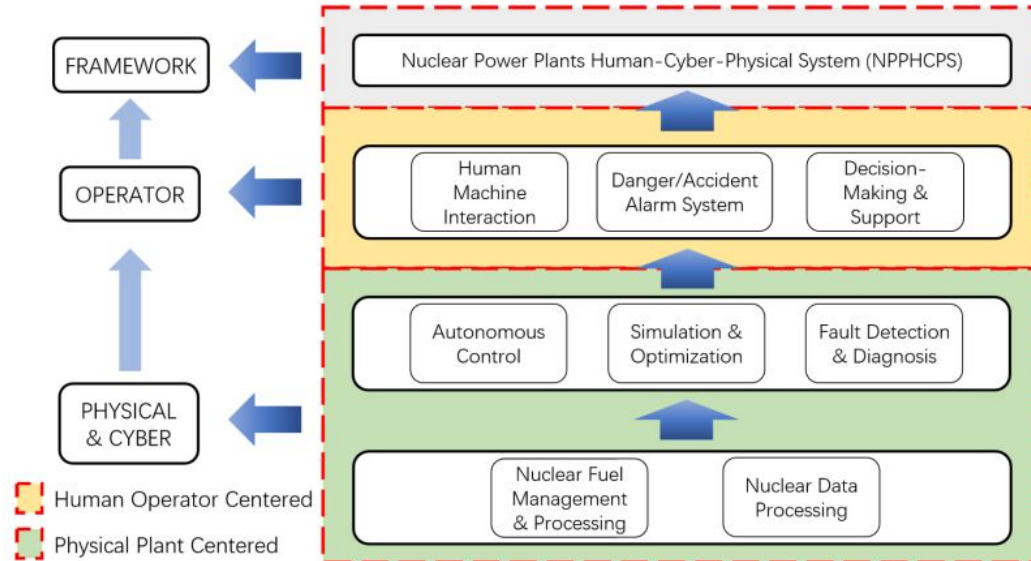 FRAMEWORK
Nuclear Power Plants Human-Cyber-Physical System (NPPHCPS)
OPERATOR
Human
Machine
Interaction
Danger/Accident
Alarm System
Decision-
Making &
Support
Autonomous
Control
Simulation &
Optimization
Fault Detection
& Diagnosis
PHYSICAL
& CYBER
Nuclear Fuel
Management
& Processing
Nuclear Data
Processing
Human Operator Centered
Physical Plant Centered